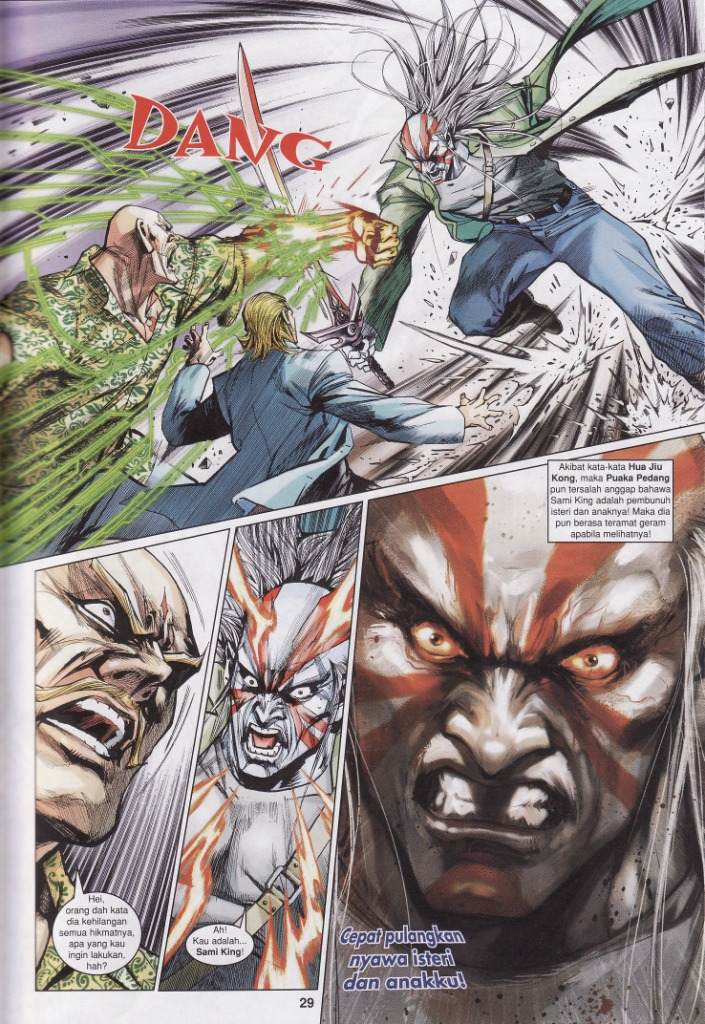 DANG
Akibat kata-kata Hua Jiu
Kong, maka Puaka Pedang
pun tersalah anggap bahawa
Sami King adalah pembunuh
isteri dan anaknya! Maka dia
pun berasa teramat geram
apabila melihatnya!
Hei,
orang dah kata
dia kehilangan
semua hikmatnya,
apa yang kau
ingin lakukan,
hah?
Ah!
Kau adalah...
Sami King!
Cepat pulangkan
nyawa isteri
dan anakku!
29